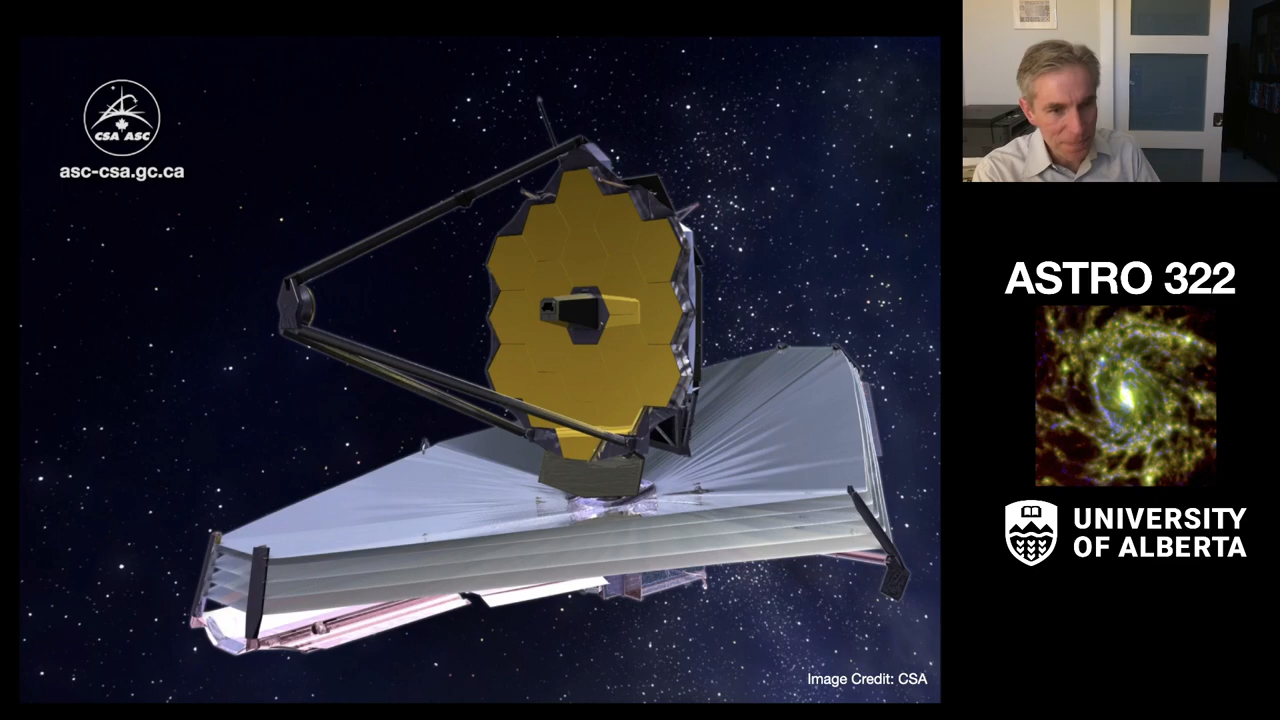 CSA ASC
asc-csa.gc.ca
Image Credit: CSA
ASTRO 322
UNIVERSITY
OF ALBERTA